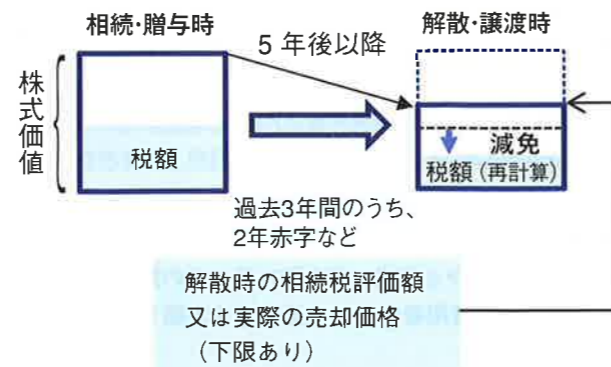 相続・贈与時
5年後以降
解散・譲渡時
株式価値
税額
減免
税額(再計算)
過去3年間のうち、
2年赤字など
解散時の相続税評価額
又は実際の売却価格
(下限あり)